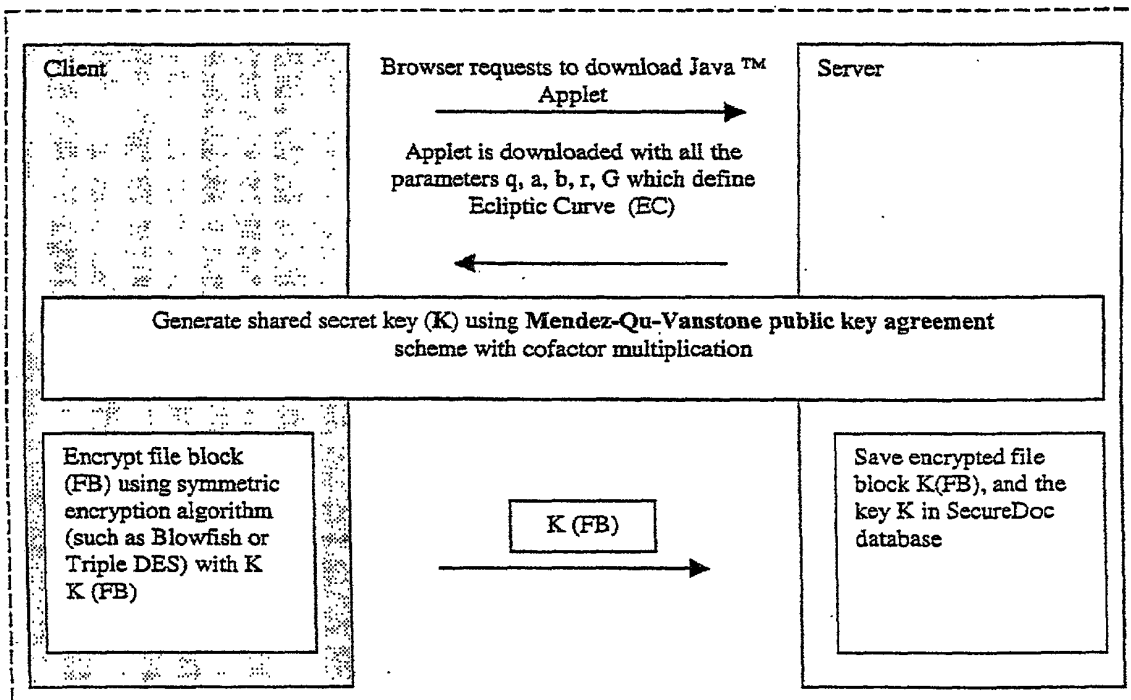 Client
Browser requests to download Java ™
Applet
Server
Applet is downloaded with all the
parameters q, a, b, r, G which define
Ecliptic Curve (EC)
Generate shared secret key (K) using Mendez-Qu-Vanstone public key agreement
scheme with cofactor multiplication
Encrypt file block
(FB) using symmetric
encryption algorithm
(such as Blowfish or
Triple DES) with K
K (FB)
K (FB)
Save encrypted file
block K(FB), and the
key K in SecureDoc
database